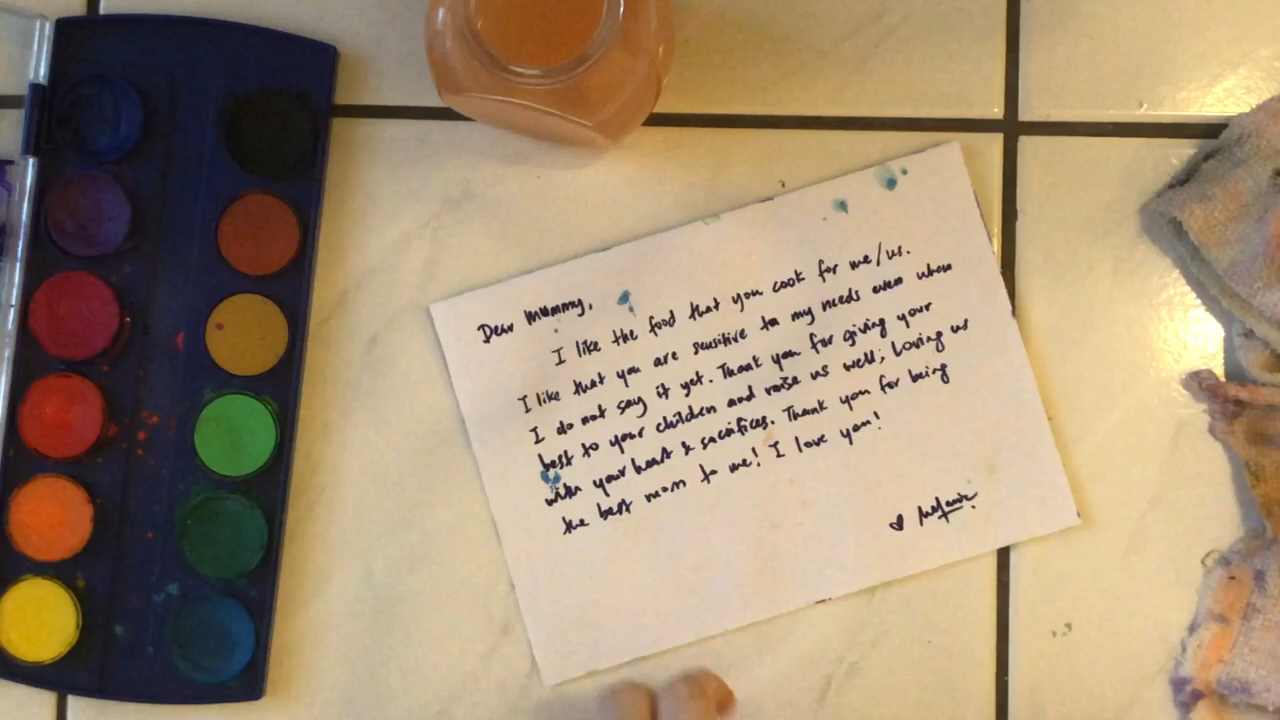 Dear Mummy,
I like the food that you cook for me/us.
I like that you are sensitive to my needs even when
I do not say it yet. Thank you for giving your
best to your children and raise us well; loving us
with your heart & sacrifices. Thank you for being
the best mom to me! I love you!
♥ Melanie